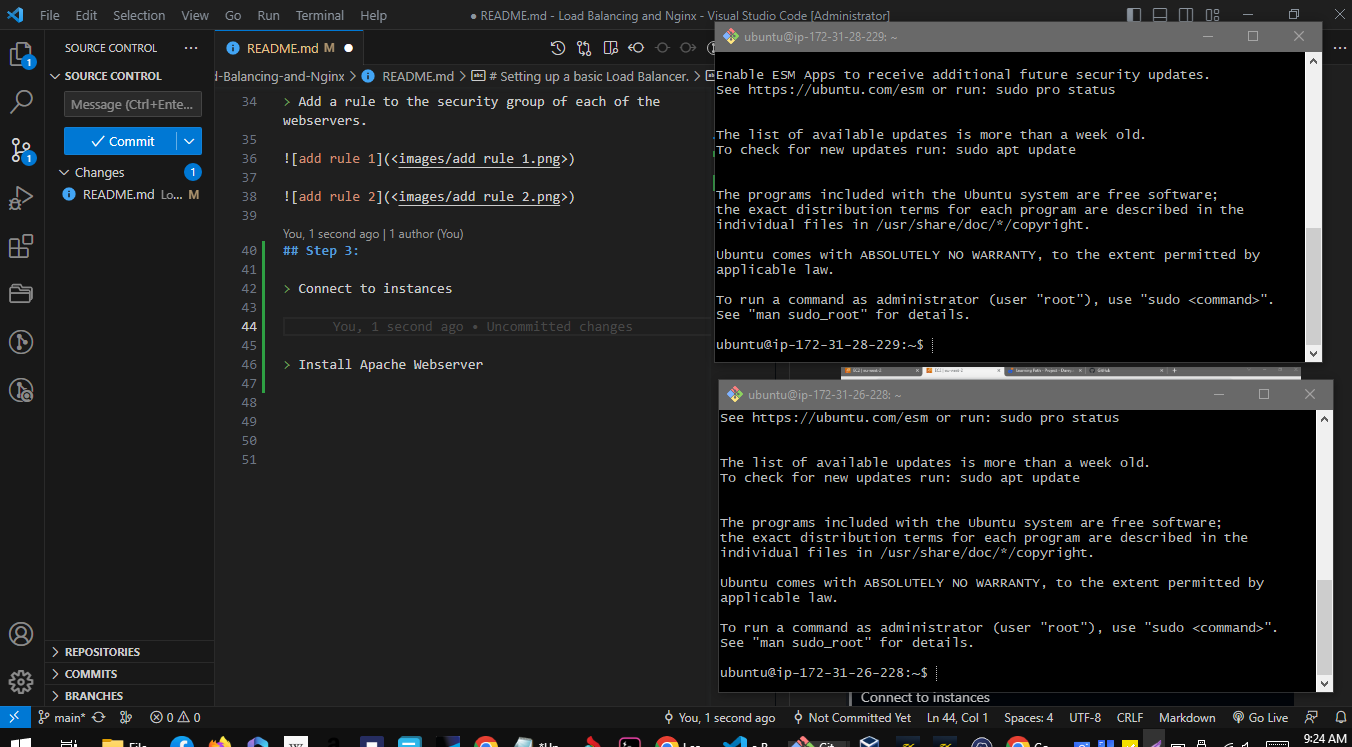 File Edit Selection View Go Run Terminal Help
● README.md - Load Balancing and Nginx - Visual Studio Code [Administrator]
SOURCE CONTROL ···
SOURCE CONTROL
Message (Ctrl+Ente...
Commit
Changes 1
README.md Lo... M
REPOSITORIES
COMMITS
BRANCHES
1
1
README.md M ●
d-Balancing-and-Nginx > README.md > # Setting up a basic Load Balancer. >
34 > Add a rule to the security group of each of the
webservers.
35
36 ![add rule 1](<images/add rule 1.png>)
37
38 ![add rule 2](<images/add rule 2.png>)
39
You, 1 second ago | 1 author (You)
40 ## Step 3:
41
42 > Connect to instances
43
44 You, 1 second ago • Uncommitted changes
45
46 > Install Apache Webserver
47
48
49
50
51
ubuntu@ip-172-31-28-229: ~
Enable ESM Apps to receive additional future security updates.
See https://ubuntu.com/esm or run: sudo pro status
The list of available updates is more than a week old.
To check for new updates run: sudo apt update
The programs included with the Ubuntu system are free software;
the exact distribution terms for each program are described in the
individual files in /usr/share/doc/*/copyright.
Ubuntu comes with ABSOLUTELY NO WARRANTY, to the extent permitted by
applicable law.
To run a command as administrator (user "root"), use "sudo <command>".
See "man sudo_root" for details.
ubuntu@ip-172-31-28-229:~$
ubuntu@ip-172-31-26-228: ~
See https://ubuntu.com/esm or run: sudo pro status
The list of available updates is more than a week old.
To check for new updates run: sudo apt update
The programs included with the Ubuntu system are free software;
the exact distribution terms for each program are described in the
individual files in /usr/share/doc/*/copyright.
Ubuntu comes with ABSOLUTELY NO WARRANTY, to the extent permitted by
applicable law.
To run a command as administrator (user "root"), use "sudo <command>".
See "man sudo_root" for details.
ubuntu@ip-172-31-26-228:~$
Connect to instances
main* 0 0 You, 1 second ago Not Committed Yet Ln 44, Col 1 Spaces: 4 UTF-8 CRLF Markdown Go Live
9:24 AM